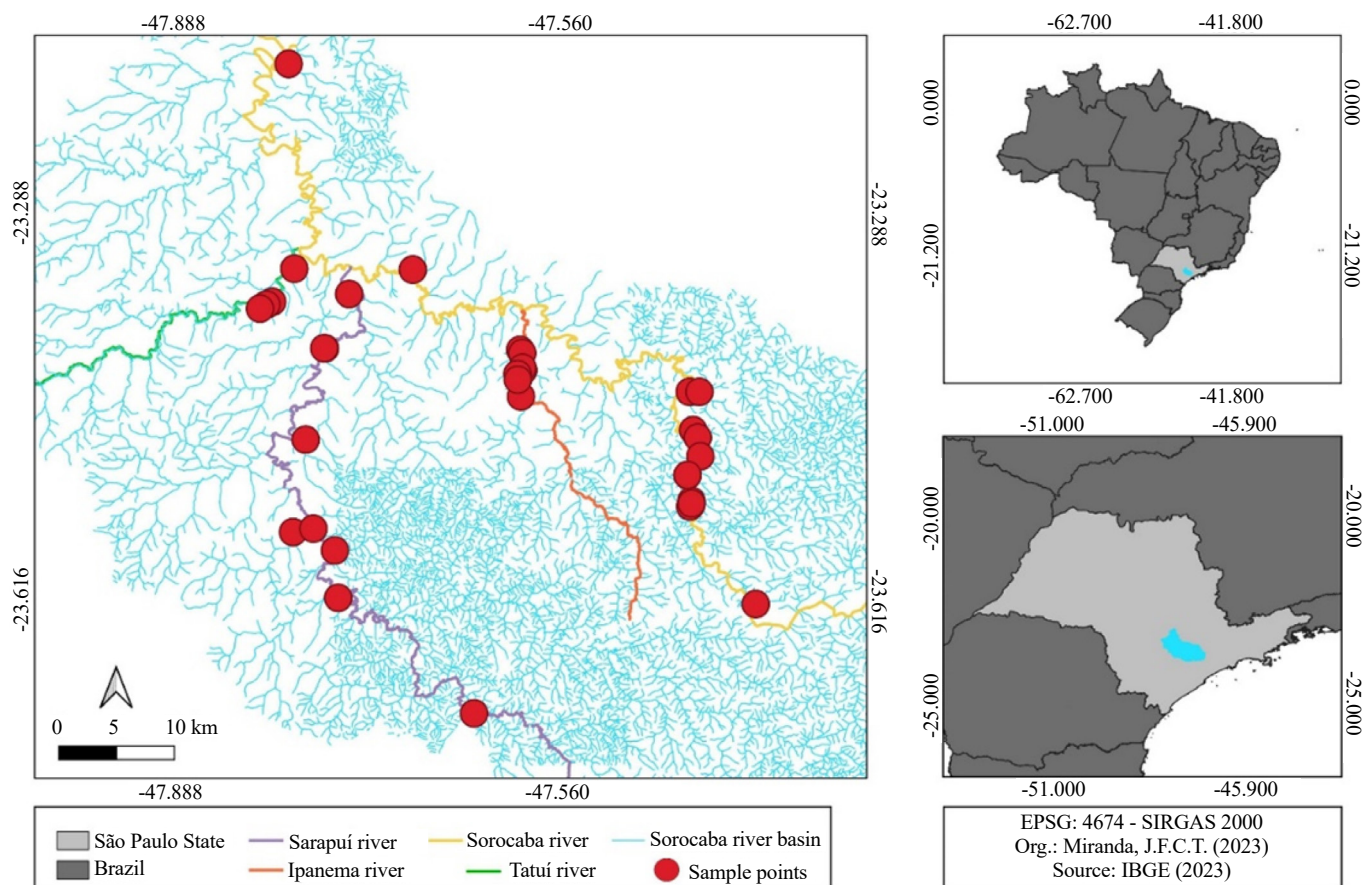 -47.888
-47.560
-23.288
-23.288
-23.616
-23.616
0 5 10 km
-47.888
-47.560
-62.700
-41.800
0.0000
0.000
-21.200
-21.200
-62.700
-41.800
-51.000
-45.900
-20.000
-20.000
-25.000
-25.000
-51.000
-45.900
São Paulo State
Sarapuí river
Sorocaba river
Sorocaba river basin
Brazil
Ipanema river
Tatuí river
Sample points
EPSG: 4674 - SIRGAS 2000
Org.: Miranda, J.F.C.T. (2023)
Source: IBGE (2023)